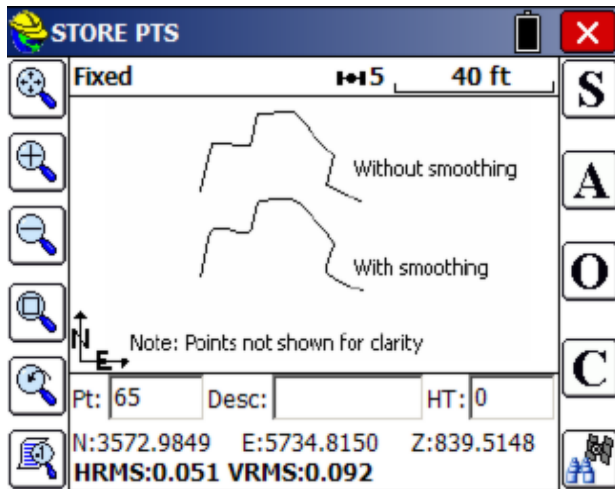 STORE PTS
Fixed 5 40 ft
S
Without smoothing
A
With smoothing
O
N
E
Note: Points not shown for clarity
C
Pt: 65 Desc: HT: 0
N:3572.9849 E:5734.8150 Z:839.5148
HRMS:0.051 VRMS:0.092